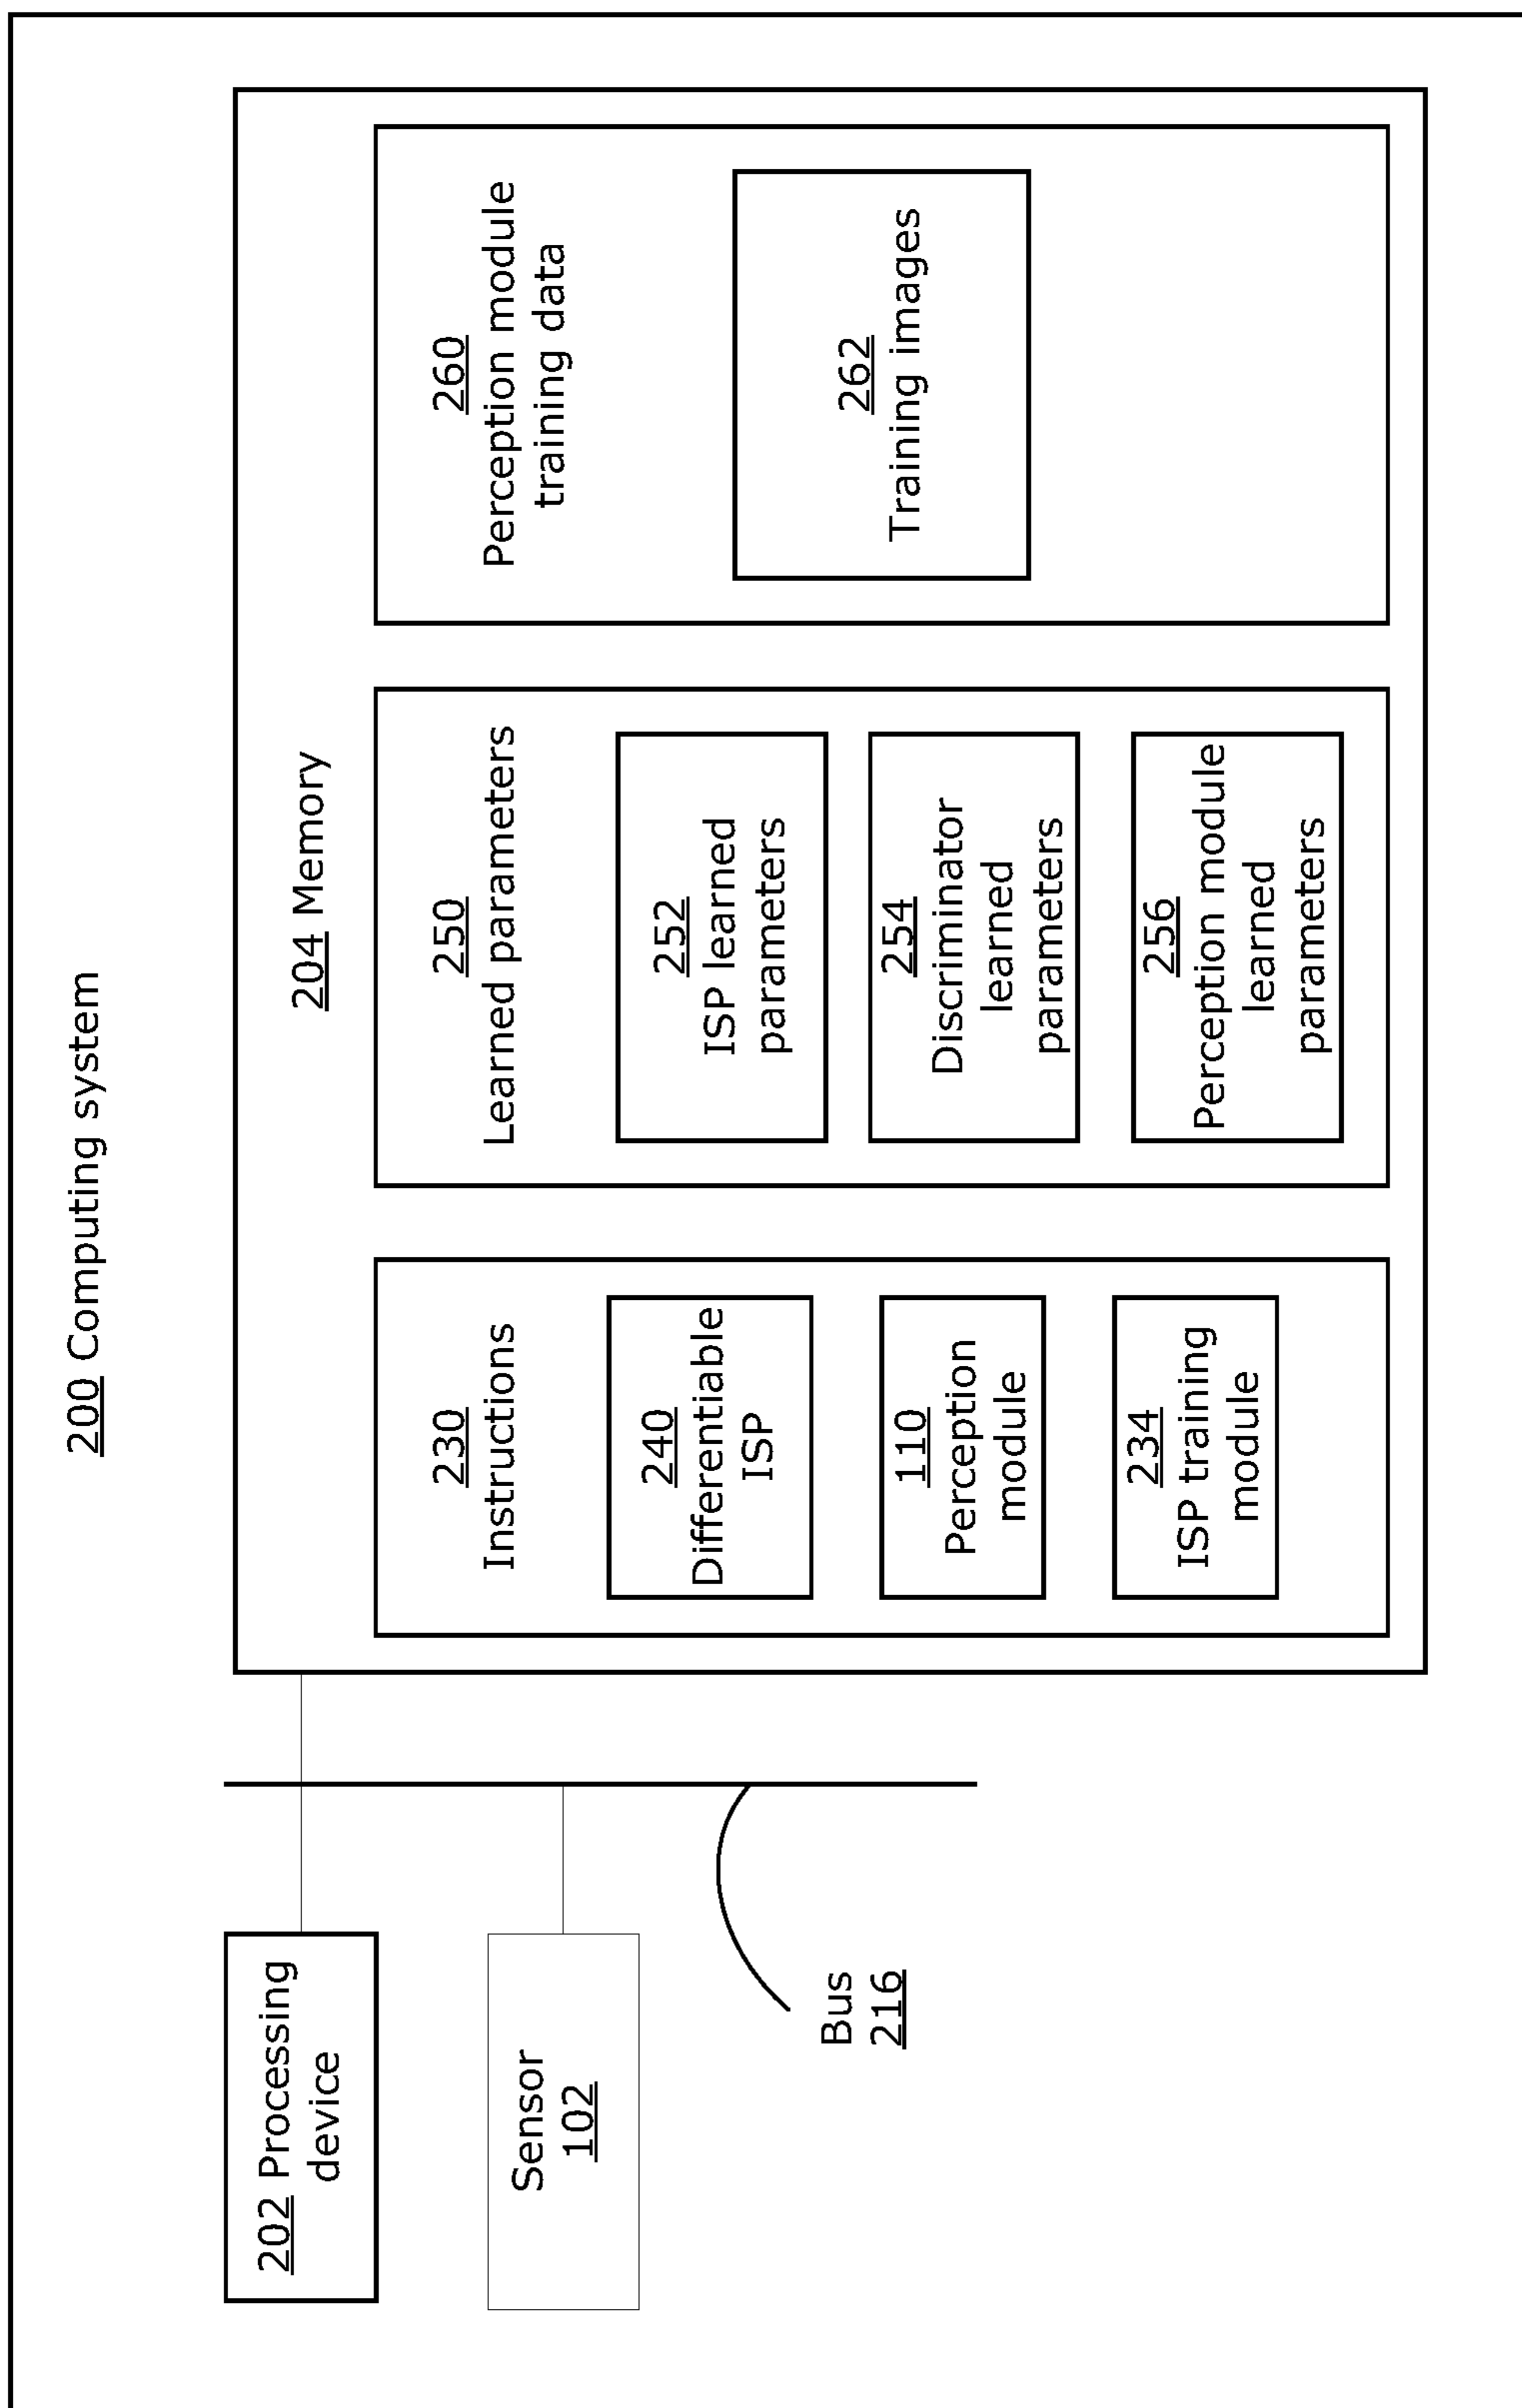 200 Computing system
202 Processing
device
Sensor
102
Bus
216
204 Memory
230
Instructions
240
Differentiable
ISP
110
Perception
module
234
ISP training
module
250
Learned parameters
252
ISP learned
parameters
254
Discriminator
learned
parameters
256
Perception module
learned
parameters
260
Perception module
training data
262
Training images